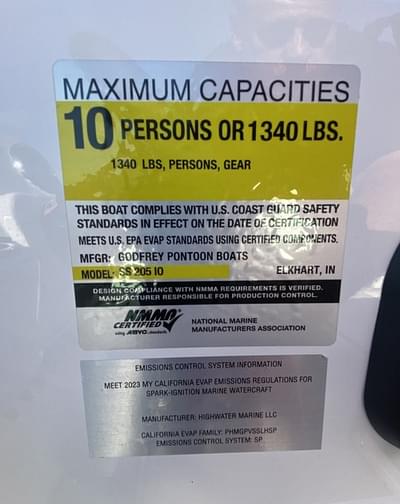 MAXIMUM CAPACITIES
10 PERSONS OR 1340 LBS.
1340 LBS, PERSONS, GEAR
THIS BOAT COMPLIES WITH U.S. COAST GUARD SAFETY
STANDARDS IN EFFECT ON THE DATE OF CERTIFICATION
MEETS U.S. EPA EVAP STANDARDS USING CERTIFIED COMPONENTS.
MFGR: GODFREY PONTOON BOATS
MODEL: SS 205 IO ELKHART, IN
DESIGN COMPLIANCE WITH NMMA REQUIREMENTS IS VERIFIED.
MANUFACTURER RESPONSIBLE FOR PRODUCTION CONTROL.
NMMA
CERTIFIED
using ABYC standards
NATIONAL MARINE
MANUFACTURERS ASSOCIATION
EMISSIONS CONTROL SYSTEM INFORMATION
MEET 2023 MY CALIFORNIA EVAP EMISSIONS REGULATIONS FOR
SPARK-IGNITION MARINE WATERCRAFT
MANUFACTURER: HIGHWATER MARINE LLC
CALIFORNIA EVAP FAMILY: PHMGPVSSLHSP
EMISSIONS CONTROL SYSTEM: SP